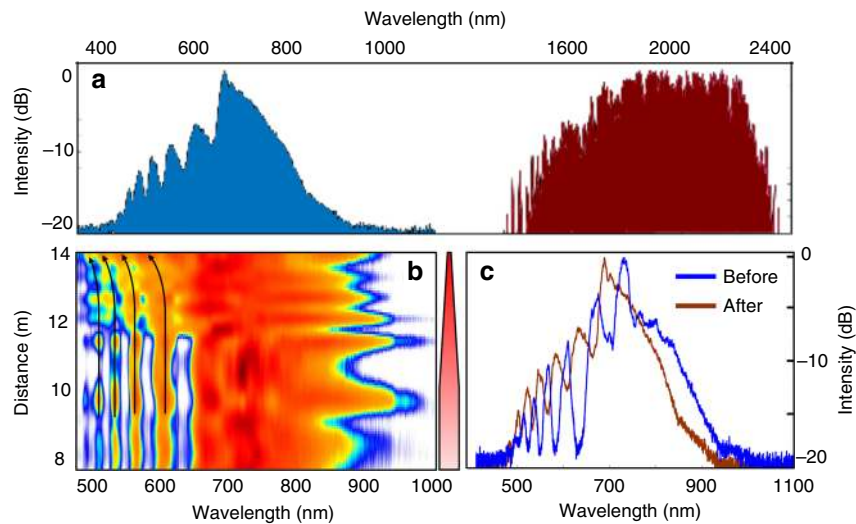 Wavelength (nm)
400 600 800 1000 1600 2000 2400
a
Intensity (dB)
0
−10
−20
b
Distance (m)
14
12
10
8
500 600 700 800 900 1000
Wavelength (nm)
c
Before
After
0
−10
−20
Intensity (dB)
500 700 900 1100
Wavelength (nm)